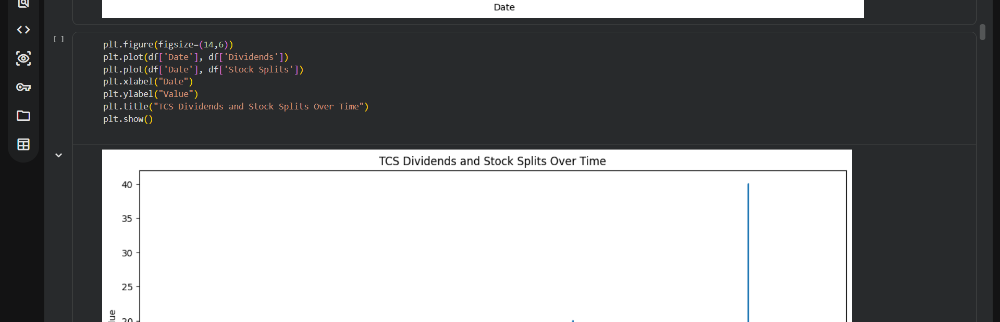 Date
[ ]
plt.figure(figsize=(14,6))
plt.plot(df['Date'], df['Dividends'])
plt.plot(df['Date'], df['Stock Splits'])
plt.xlabel("Date")
plt.ylabel("Value")
plt.title("TCS Dividends and Stock Splits Over Time")
plt.show()
TCS Dividends and Stock Splits Over Time
40
35
30
25
20
lue